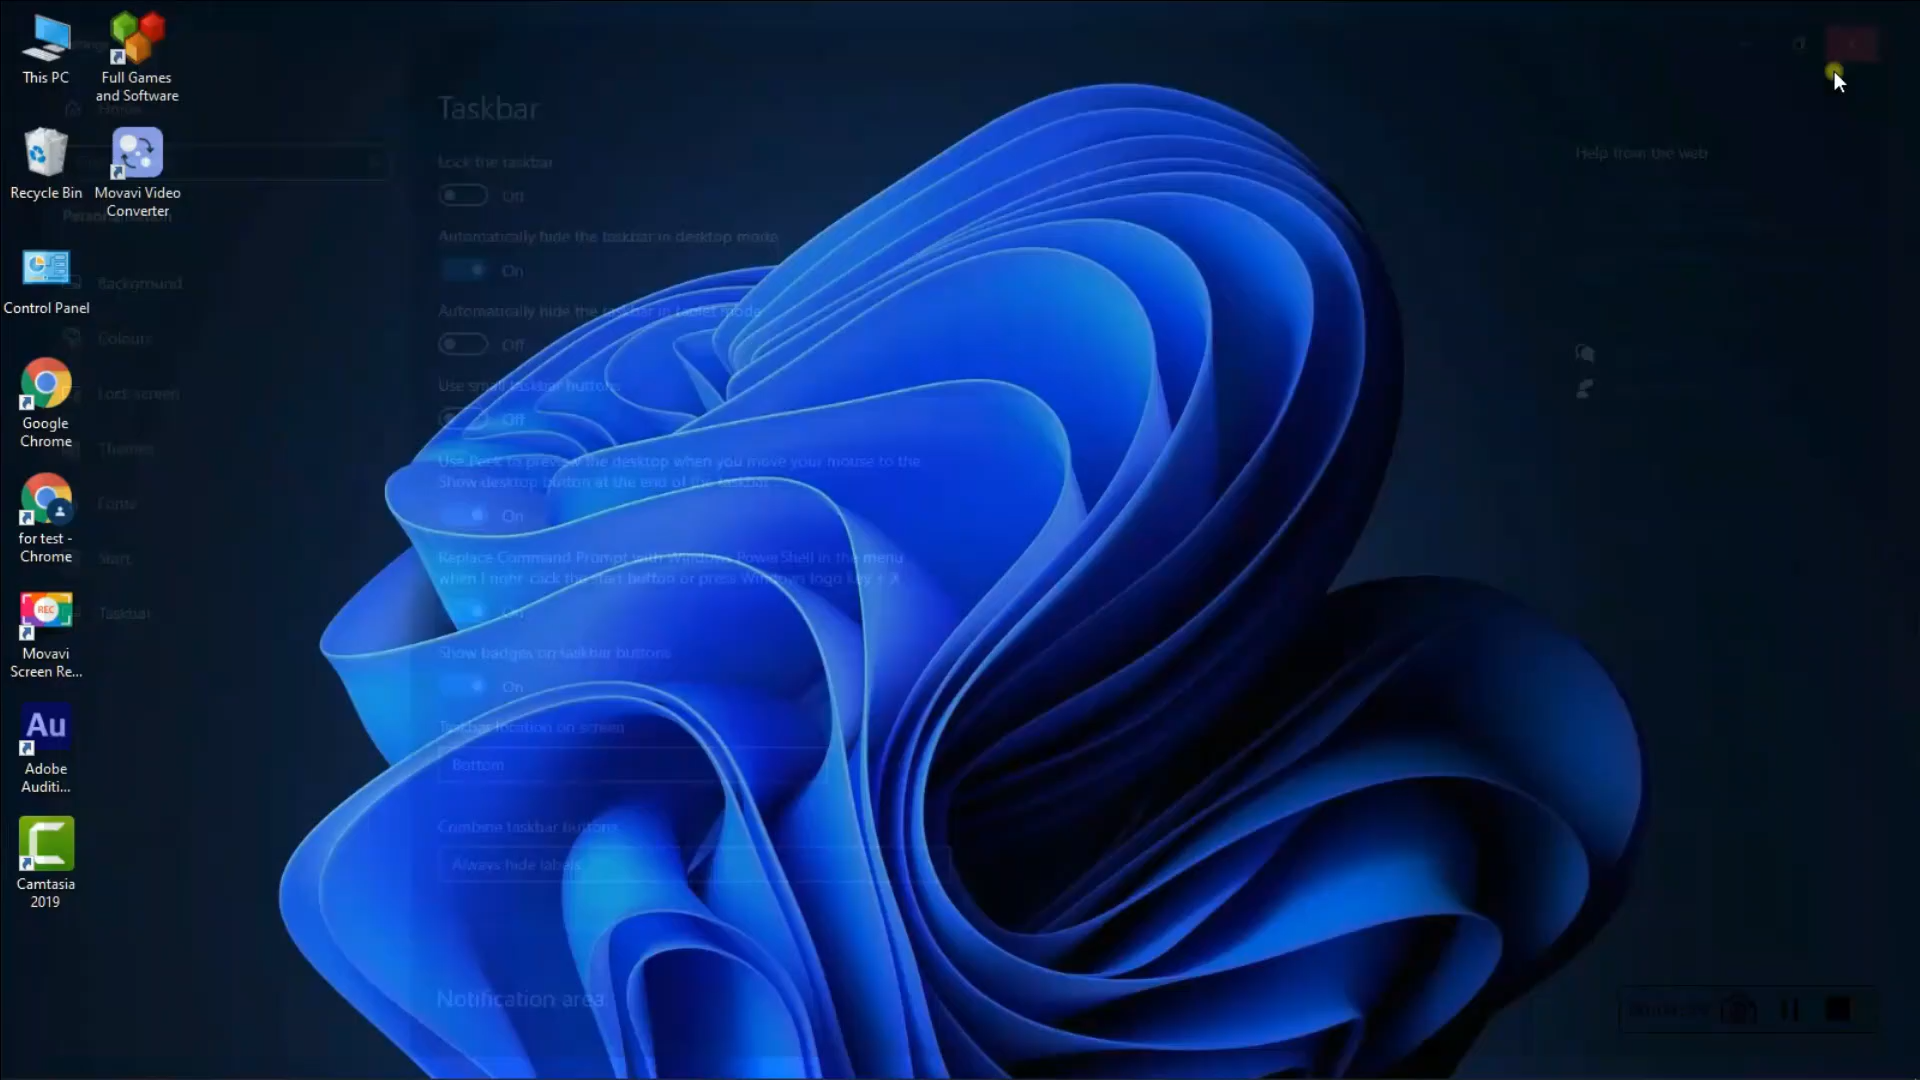 This PC
Full Games
and Software
Recycle Bin
Movavi Video
Converter
Control Panel
Google
Chrome
for test -
Chrome
REC
Movavi
Screen Re...
Au
Adobe
Auditi...
Camtasia
2019
Home
Personalisation
Background
Colours
Lock screen
Themes
Fonts
Start
Taskbar
Taskbar
Lock the taskbar
Off
Automatically hide the taskbar in desktop mode
On
Automatically hide the taskbar in tablet mode
Off
Use small taskbar buttons
Off
Use Peek to preview the desktop when you move your mouse to the
Show desktop button at the end of the taskbar
On
Replace Command Prompt with Windows PowerShell in the menu
when I right-click the start button or press Windows logo key + X
On
Show badges on taskbar buttons
On
Taskbar location on screen
Bottom
Combine taskbar buttons
Always hide labels
Notification area
Help from the web